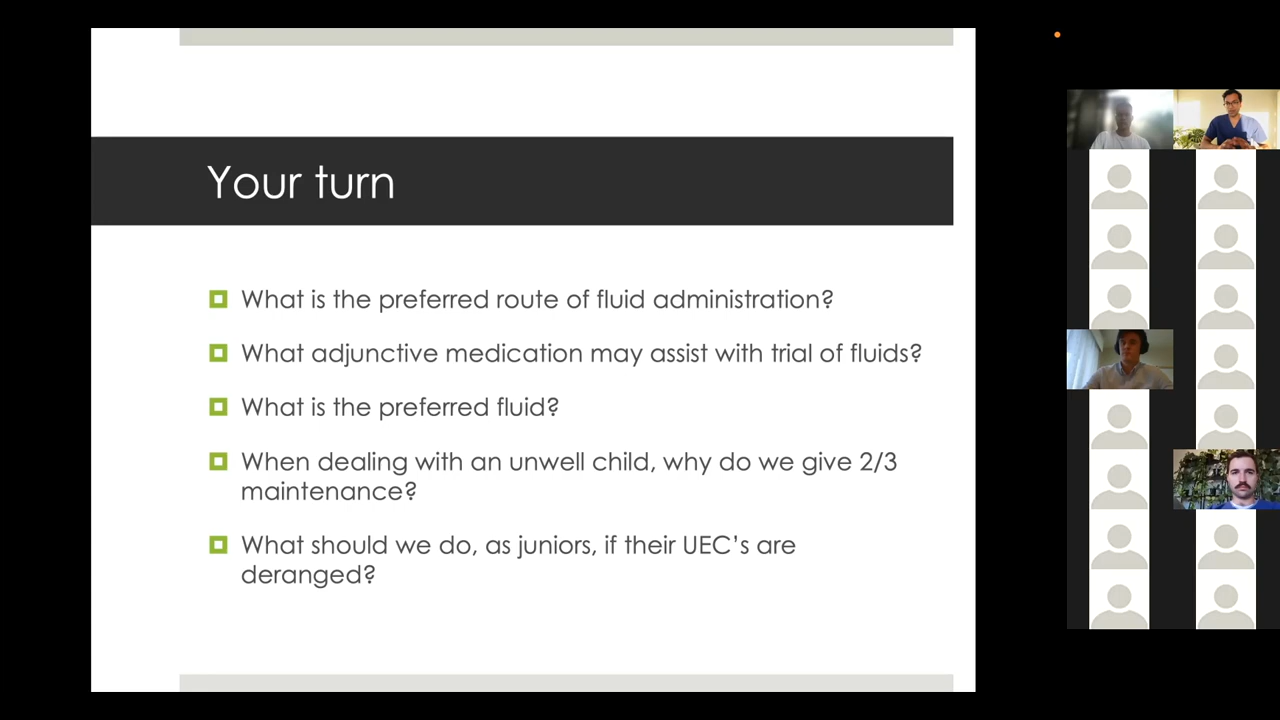 Your turn
What is the preferred route of fluid administration?
What adjunctive medication may assist with trial of fluids?
What is the preferred fluid?
When dealing with an unwell child, why do we give 2/3
maintenance?
What should we do, as juniors, if their UEC's are
deranged?